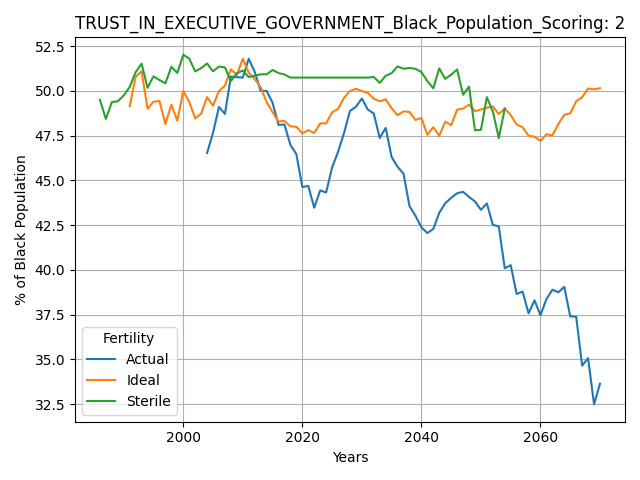 TRUST_IN_EXECUTIVE_GOVERNMENT_Black_Population_Scoring: 2
52.5
50.0
47.5
45.0
42.5
40.0
37.5
35.0
32.5
% of Black Population
Fertility
Actual
Ideal
Sterile
2000 2020 2040 2060
Years